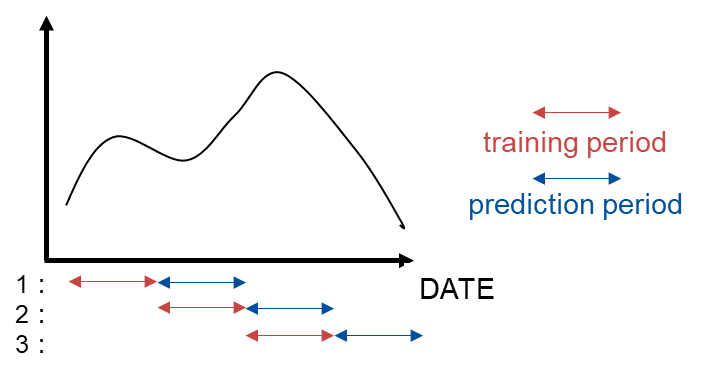 training period
prediction period
1 :
DATE
2 :
3 :